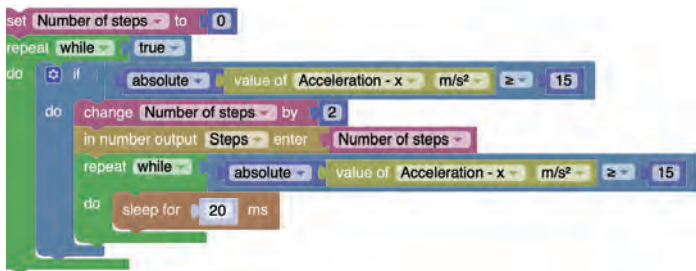 set Number of steps to 0
repeat while true
do if absolute value of Acceleration - x m/s² ≥ 15
do change Number of steps by 2
in number output Steps enter Number of steps
repeat while absolute value of Acceleration - x m/s² ≥ 15
do sleep for 20 ms